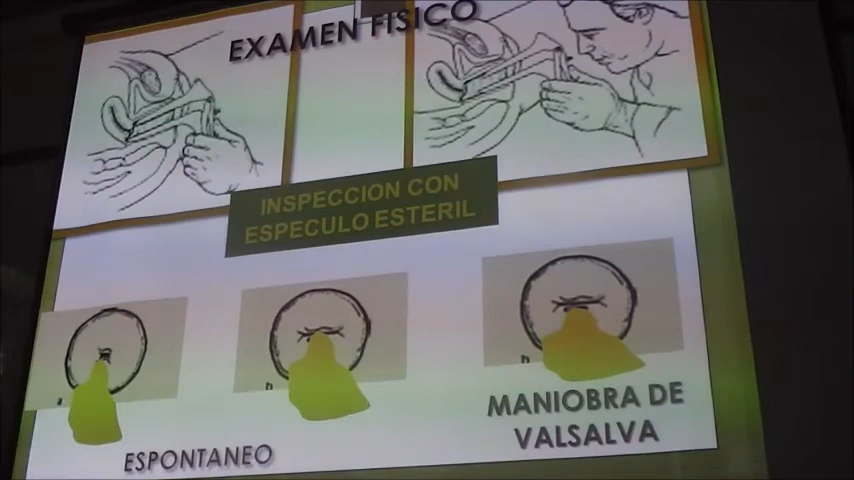 EXAMEN FISICO
INSPECCION CON
ESPECULO ESTERIL
ESPONTANEO
MANIOBRA DE
VALSALVA